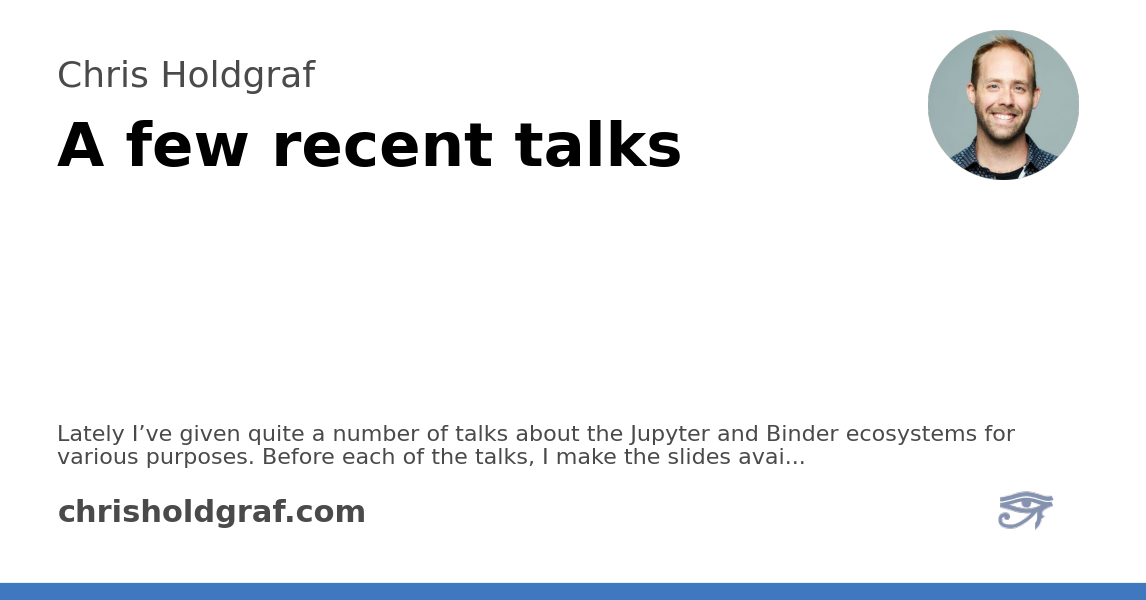 Chris Holdgraf
A few recent talks
Lately I’ve given quite a number of talks about the Jupyter and Binder ecosystems for
various purposes. Before each of the talks, I make the slides avai...
chrisholdgraf.com